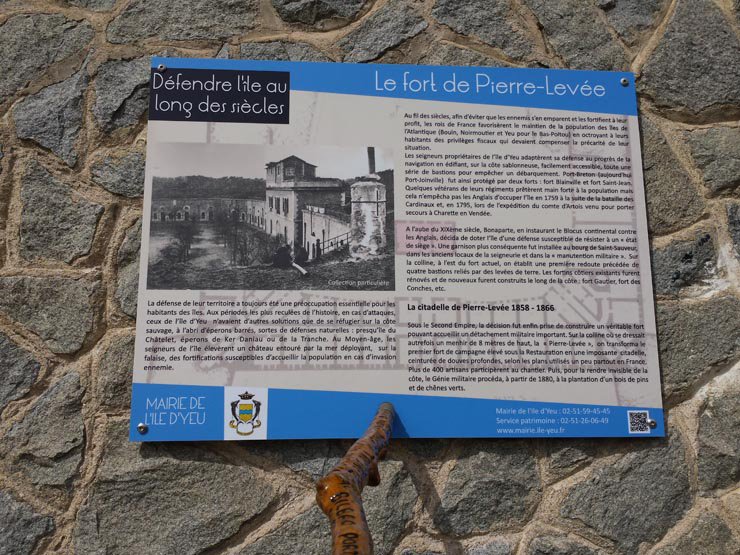 Défendre l'île au
long des siècles
Le fort de Pierre-Levée
Au fil des siècles, afin d'éviter que les ennemis s'en emparent et les fortifient à leur
profit, les rois de France favorisèrent le maintien de la population des îles de
l'Atlantique (Bouin, Noirmoutier et Yeu pour le Bas-Poitou) en octroyant à leurs
habitants des privilèges fiscaux qui devaient compenser la précarité de leur
situation.
Les seigneurs propriétaires de l'île d'Yeu adaptèrent sa défense au progrès de la
navigation en édifiant, sur la côte sablonneuse, facilement accessible, toute une
série de bastions pour empêcher un débarquement. Port-Breton (aujourd'hui
Port-Joinville) fut ainsi protégé par deux forts : fort Blainville et fort Saint-Jean.
Quelques vétérans de leurs régiments prêtèrent main forte à la population mais
cela n'empêcha pas les Anglais d'occuper l'île en 1759 à la suite de la bataille des
Cardinaux et, en 1795, lors de l'expédition du comte d'Artois venu pour porter
secours à Charette en Vendée.
A l'aube du XIXème siècle, Bonaparte, en instaurant le Blocus continental contre
les Anglais, décida de doter l'île d'une défense susceptible de résister à un « état
de siège ». Une garnison plus conséquente fut installée au bourg de Saint-Sauveur,
dans les anciens locaux de la seigneurie et dans la « manutention militaire ». Sur
la colline, à l'est du fort actuel, on établit une première redoute précédée de
quatre bastions reliés par des levées de terre. Les fortins côtiers existants furent
rénovés et de nouveaux furent construits le long de la côte : fort Gautier, fort des
Conches, etc.
La citadelle de Pierre-Levée 1858 - 1866
Sous le Second Empire, la décision fut enfin prise de construire un véritable fort
pouvant accueillir un détachement militaire important. Sur la colline où se dressait
autrefois un menhir de 8 mètres de haut, la « Pierre-Levée », on transforma le
premier fort de campagne élevé sous la Restauration en une imposante citadelle,
ceinturée de douves profondes, selon les plans utilisés un peu partout en France.
Plus de 400 artisans participèrent au chantier. Puis, pour la rendre invisible de la
côte, le Génie militaire procéda, à partir de 1880, à la plantation d'un bois de pins
et de chênes verts.
Collection particulière
La défense de leur territoire a toujours été une préoccupation essentielle pour les
habitants des îles. Aux périodes les plus reculées de l'histoire, en cas d'attaques,
ceux de l'île d'Yeu n'avaient d'autres solutions que de se réfugier sur la côte
sauvage, à l'abri d'éperons barrés, sortes de défenses naturelles : presqu'île du
Châtelet, éperons de Ker Daniau ou de la Tranche. Au Moyen-âge, les
seigneurs de l'île élevèrent un château entouré par la mer déployant, sur la
falaise, des fortifications susceptibles d'accueillir la population en cas d'invasion
ennemie.
MAIRIE DE
L'ILE D'YEU
Mairie de l'Ile d'Yeu : 02-51-59-45-45
Service patrimoine : 02-51-26-06-49
www.mairie.ile-yeu.fr